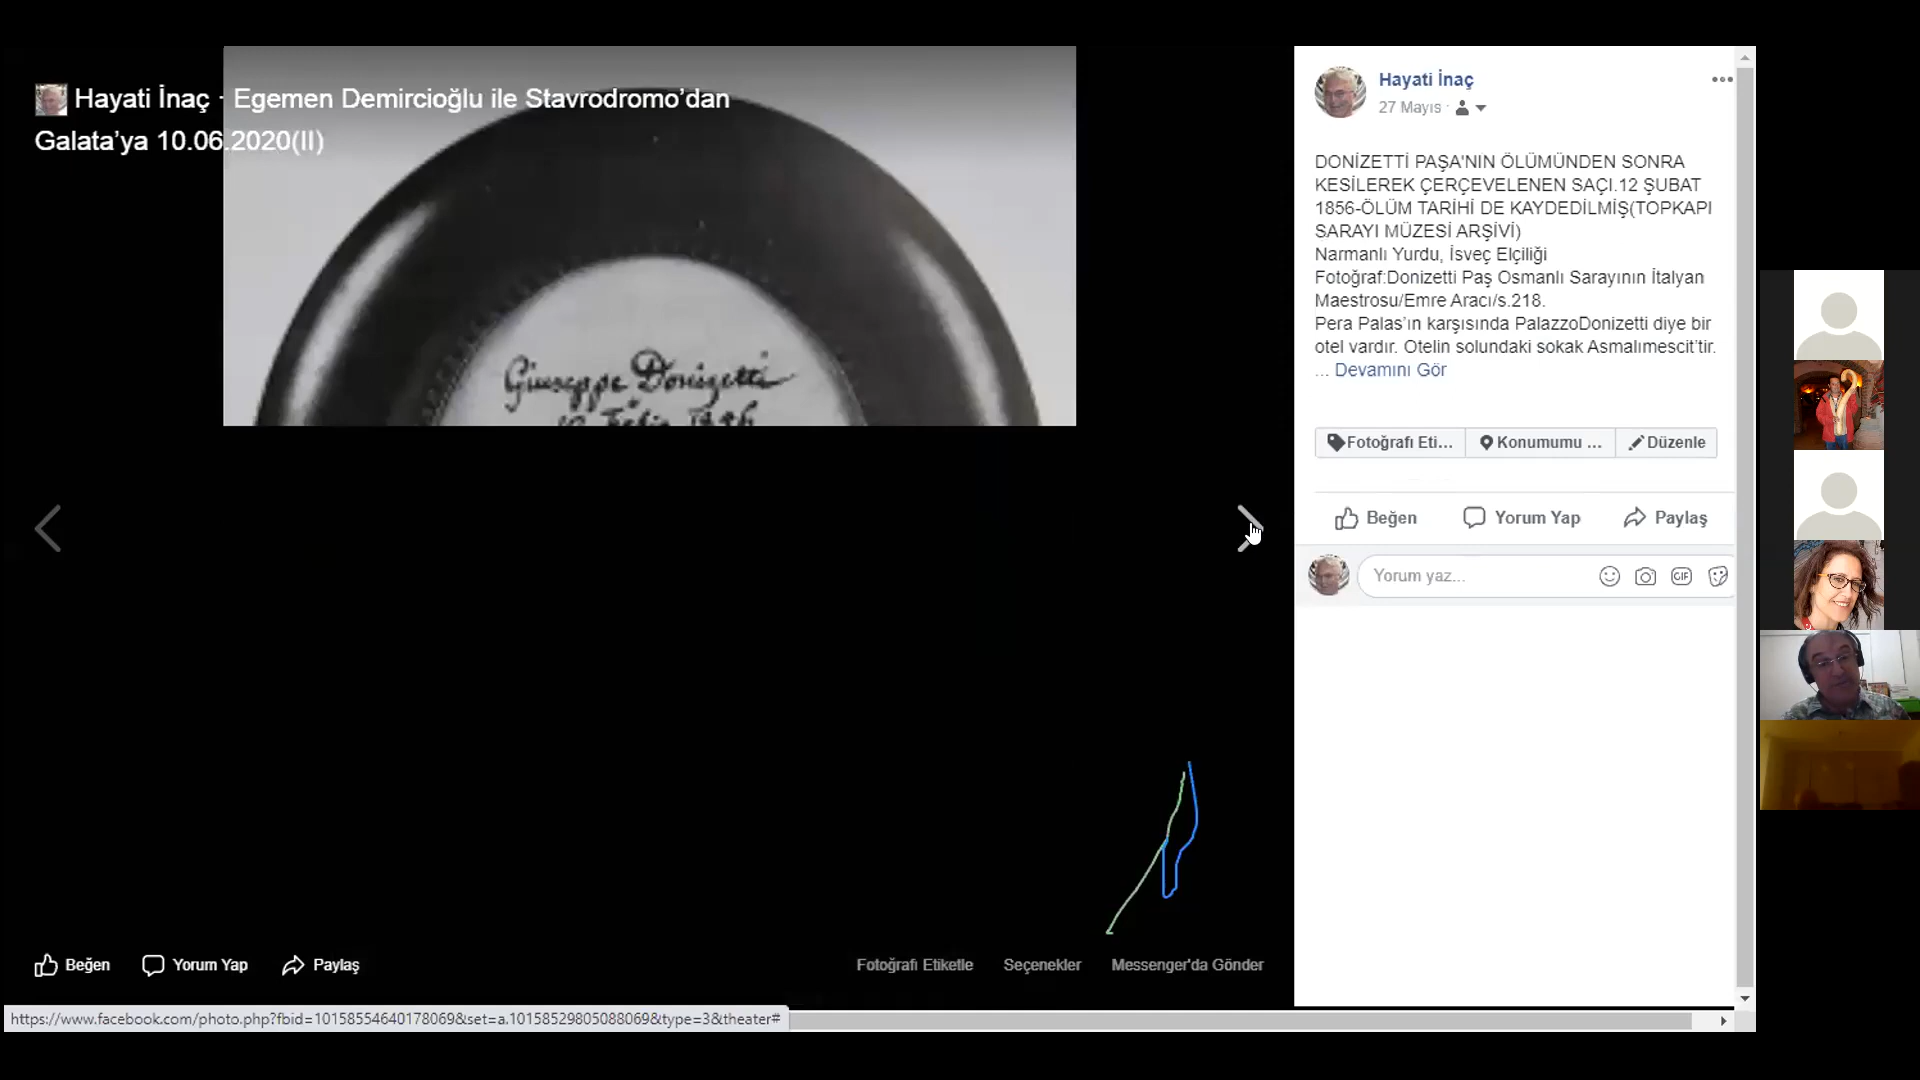 Hayati İnaç · Egemen Demircioğlu ile Stavrodromo’dan
Galata’ya 10.06.2020(II)
Giuseppe Donizetti
Hayati İnaç
27 Mayıs ·
DONİZETTİ PAŞA'NIN ÖLÜMÜNDEN SONRA
KESİLEREK ÇERÇEVELENEN SAÇI.12 ŞUBAT
1856-ÖLÜM TARİHİ DE KAYDEDİLMİŞ(TOPKAPI
SARAYI MÜZESİ ARŞİVİ)
Narmanlı Yurdu, İsveç Elçiliği
Fotoğraf:Donizetti Paş Osmanlı Sarayının İtalyan
Maestrosu/Emre Aracı/s.218.
Pera Palas’ın karşısında PalazzoDonizetti diye bir
otel vardır. Otelin solundaki sokak Asmalımescit’tir.
... Devamını Gör
Fotoğrafı Eti... Konumumu ... Düzenle
Beğen Yorum Yap Paylaş
Yorum yaz...
GIF
Beğen Yorum Yap Paylaş
Fotoğrafı Etiketle Seçenekler Messenger'da Gönder
https://www.facebook.com/photo.php?fbid=10158554640178069&set=a.10158529805088069&type=3&theater#